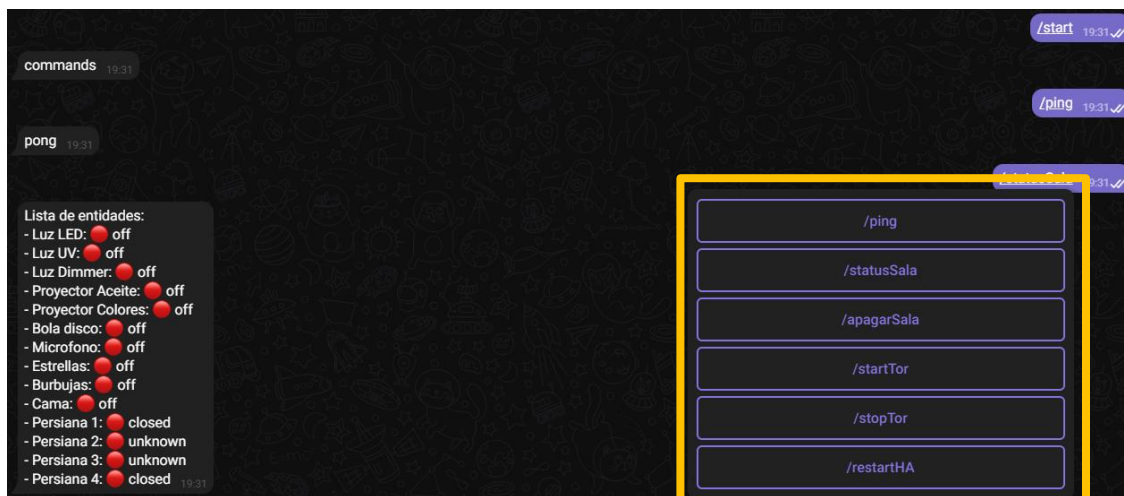 /start 19:31
commands 19:31
/ping 19:31
pong 19:31
/statusSala 19:31
Lista de entidades:
- Luz LED: 🔴 off
- Luz UV: 🔴 off
- Luz Dimmer: 🔴 off
- Proyector Aceite: 🔴 off
- Proyector Colores: 🔴 off
- Bola disco: 🔴 off
- Microfono: 🔴 off
- Estrellas: 🔴 off
- Burbujas: 🔴 off
- Cama: 🔴 off
- Persiana 1: 🔴 closed
- Persiana 2: 🔴 unknown
- Persiana 3: 🔴 unknown
- Persiana 4: 🔴 closed 19:31
/ping
/statusSala
/apagarSala
/startTor
/stopTor
/restartHA